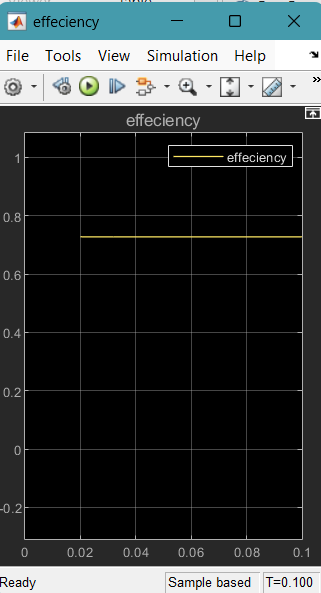 effeciency
File Tools View Simulation Help
effeciency
effeciency
1
0.8
0.6
0.4
0.2
0
-0.2
0 0.02 0.04 0.06 0.08 0.1
Ready Sample based T=0.100